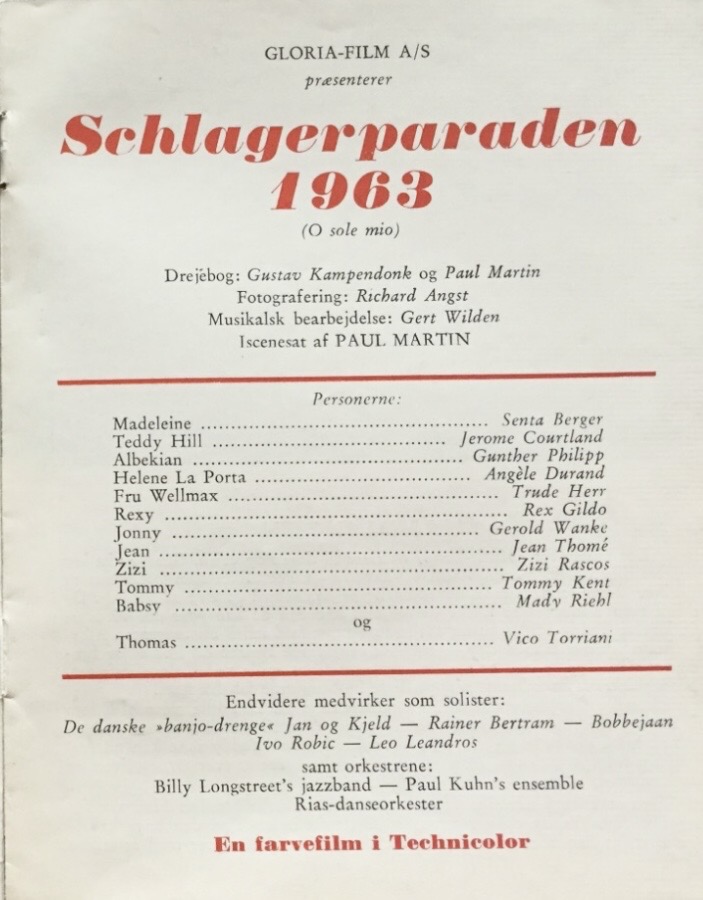 GLORIA-FILM A/S
præsenterer
Schlagerparaden
1963
(O sole mio)
Drejebog: Gustav Kampendonk og Paul Martin
Fotografering: Richard Angst
Musikalsk bearbejdelse: Gert Wilden
Iscenesat af PAUL MARTIN
Personerne:
Madeleine ............................................... Senta Berger
Teddy Hill ...................................... Jerome Courtland
Albekian ............................................ Gunther Philipp
Helene La Porta .................................... Angèle Durand
Fru Wellmax ............................................. Trude Herr
Rexy ........................................................ Rex Gildo
Jonny .................................................. Gerold Wanke
Jean ....................................................... Jean Thomé
Zizi ........................................................ Zizi Rascos
Tommy ................................................ Tommy Kent
Babsy .................................................... Mady Riehl
og
Thomas .................................................. Vico Torriani
Endvidere medvirker som solister:
De danske »banjo-drenge« Jan og Kjeld — Rainer Bertram — Bobbejaan
Ivo Robic — Leo Leandros
samt orkestrene:
Billy Longstreet's jazzband — Paul Kuhn's ensemble
Rias-danseorkester
En farvefilm i Technicolor